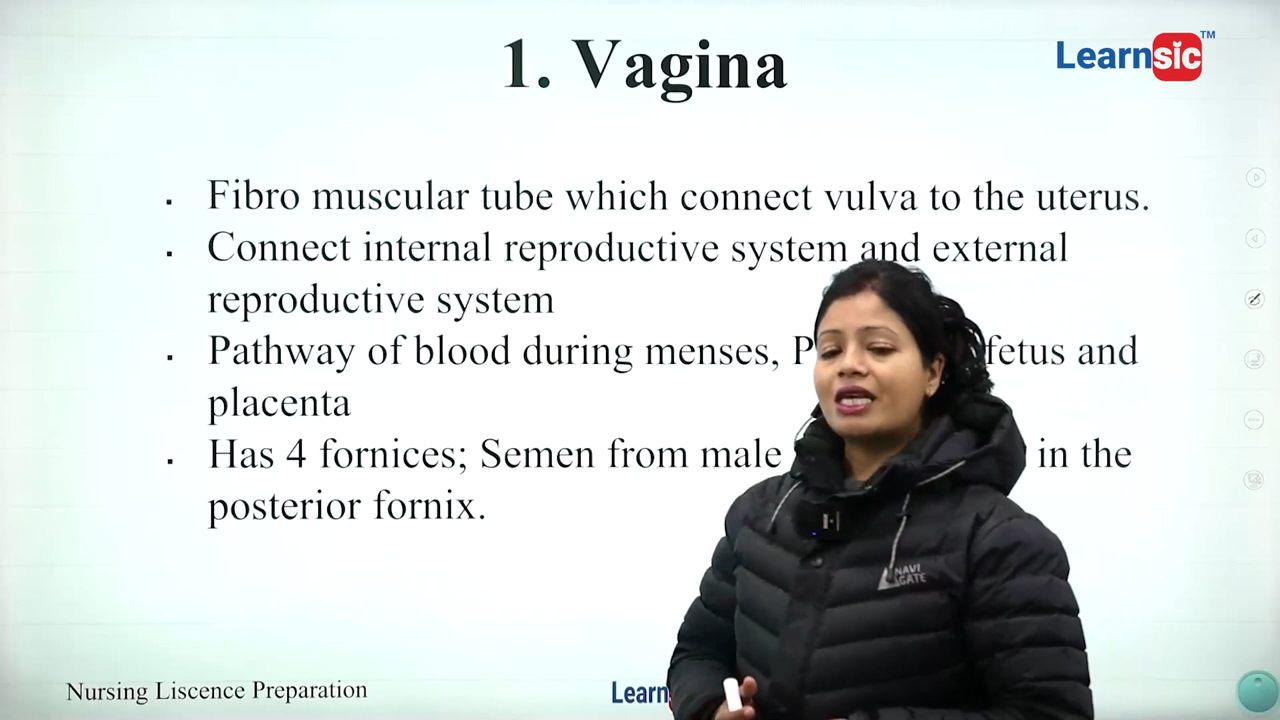 1. Vagina
Learnsic™
▪ Fibro muscular tube which connect vulva to the uterus.
▪ Connect internal reproductive system and external
reproductive system
▪ Pathway of blood during menses, fetus and
placenta
▪ Has 4 fornices; Semen from male in the
posterior fornix.
NAVI
GATE
Nursing Liscence Preparation
Learn